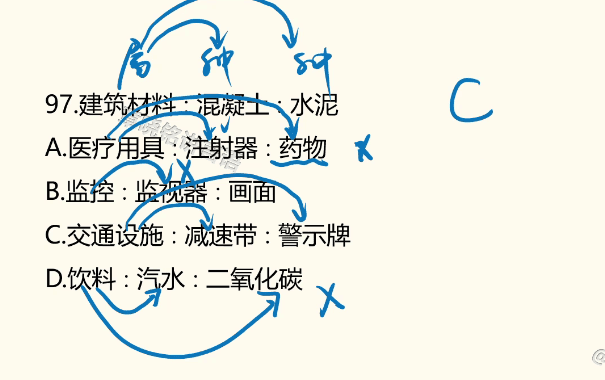 属 种 种
97.建筑材料：混凝土：水泥
C
A.医疗用具：注射器：药物
B.监控：监视器：画面
C.交通设施：减速带：警示牌
D.饮料：汽水：二氧化碳
@